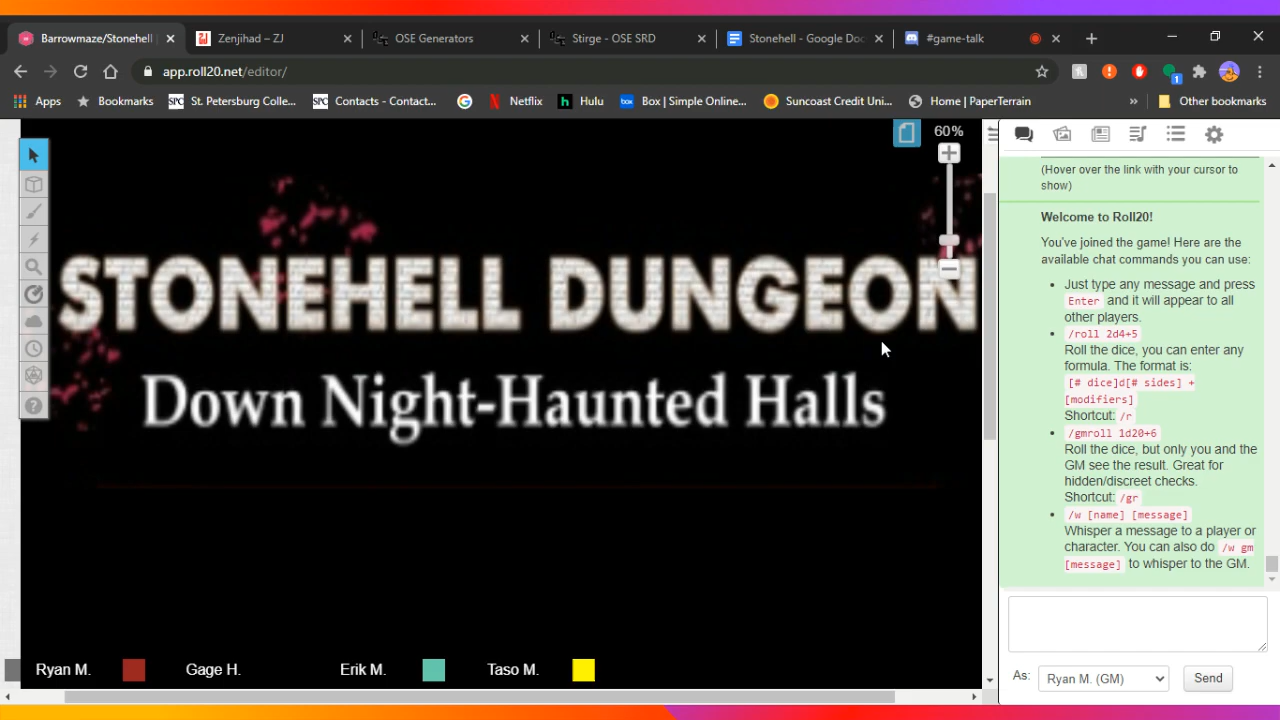 Barrowmaze/Stonehell
Zenjihad – ZJ
OSE Generators
Stirge - OSE SRD
Stonehell - Google Doc
#game-talk
app.roll20.net/editor/
1
Apps
Bookmarks
SPC St. Petersburg Colle...
SPC Contacts - Contact...
Netflix
h Hulu
box Box | Simple Online...
Suncoast Credit Uni...
Home | PaperTerrain
»
Other bookmarks
60%
STONEHELL DUNGEON
Down Night-Haunted Halls
Ryan M.
Gage H.
Erik M.
Taso M.
(Hover over the link with your cursor to
show)
Welcome to Roll20!
You've joined the game! Here are the
available chat commands you can use:
• Just type any message and press
Enter and it will appear to all
other players.
• /roll 2d4+5
Roll the dice, you can enter any
formula. The format is:
[# dice]d[# sides] +
[modifiers]
Shortcut: /r
• /gmroll 1d20+6
Roll the dice, but only you and the
GM see the result. Great for
hidden/discreet checks.
Shortcut: /gr
• /w [name] [message]
Whisper a message to a player or
character. You can also do /w gm
[message] to whisper to the GM.
As:
Ryan M. (GM)
Send